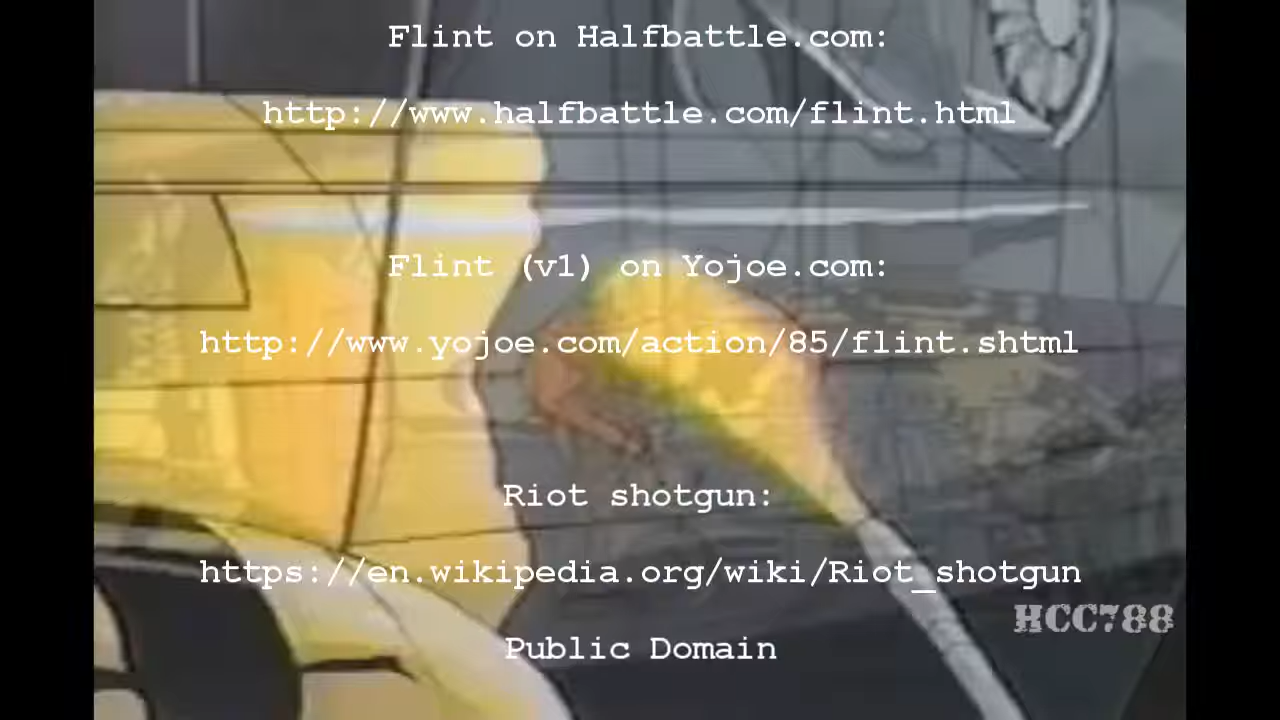 Flint on Halfbattle.com:
http://www.halfbattle.com/flint.html
Flint (v1) on Yojoe.com:
http://www.yojoe.com/action/85/flint.shtml
Riot shotgun:
https://en.wikipedia.org/wiki/Riot_shotgun
HCC788
Public Domain